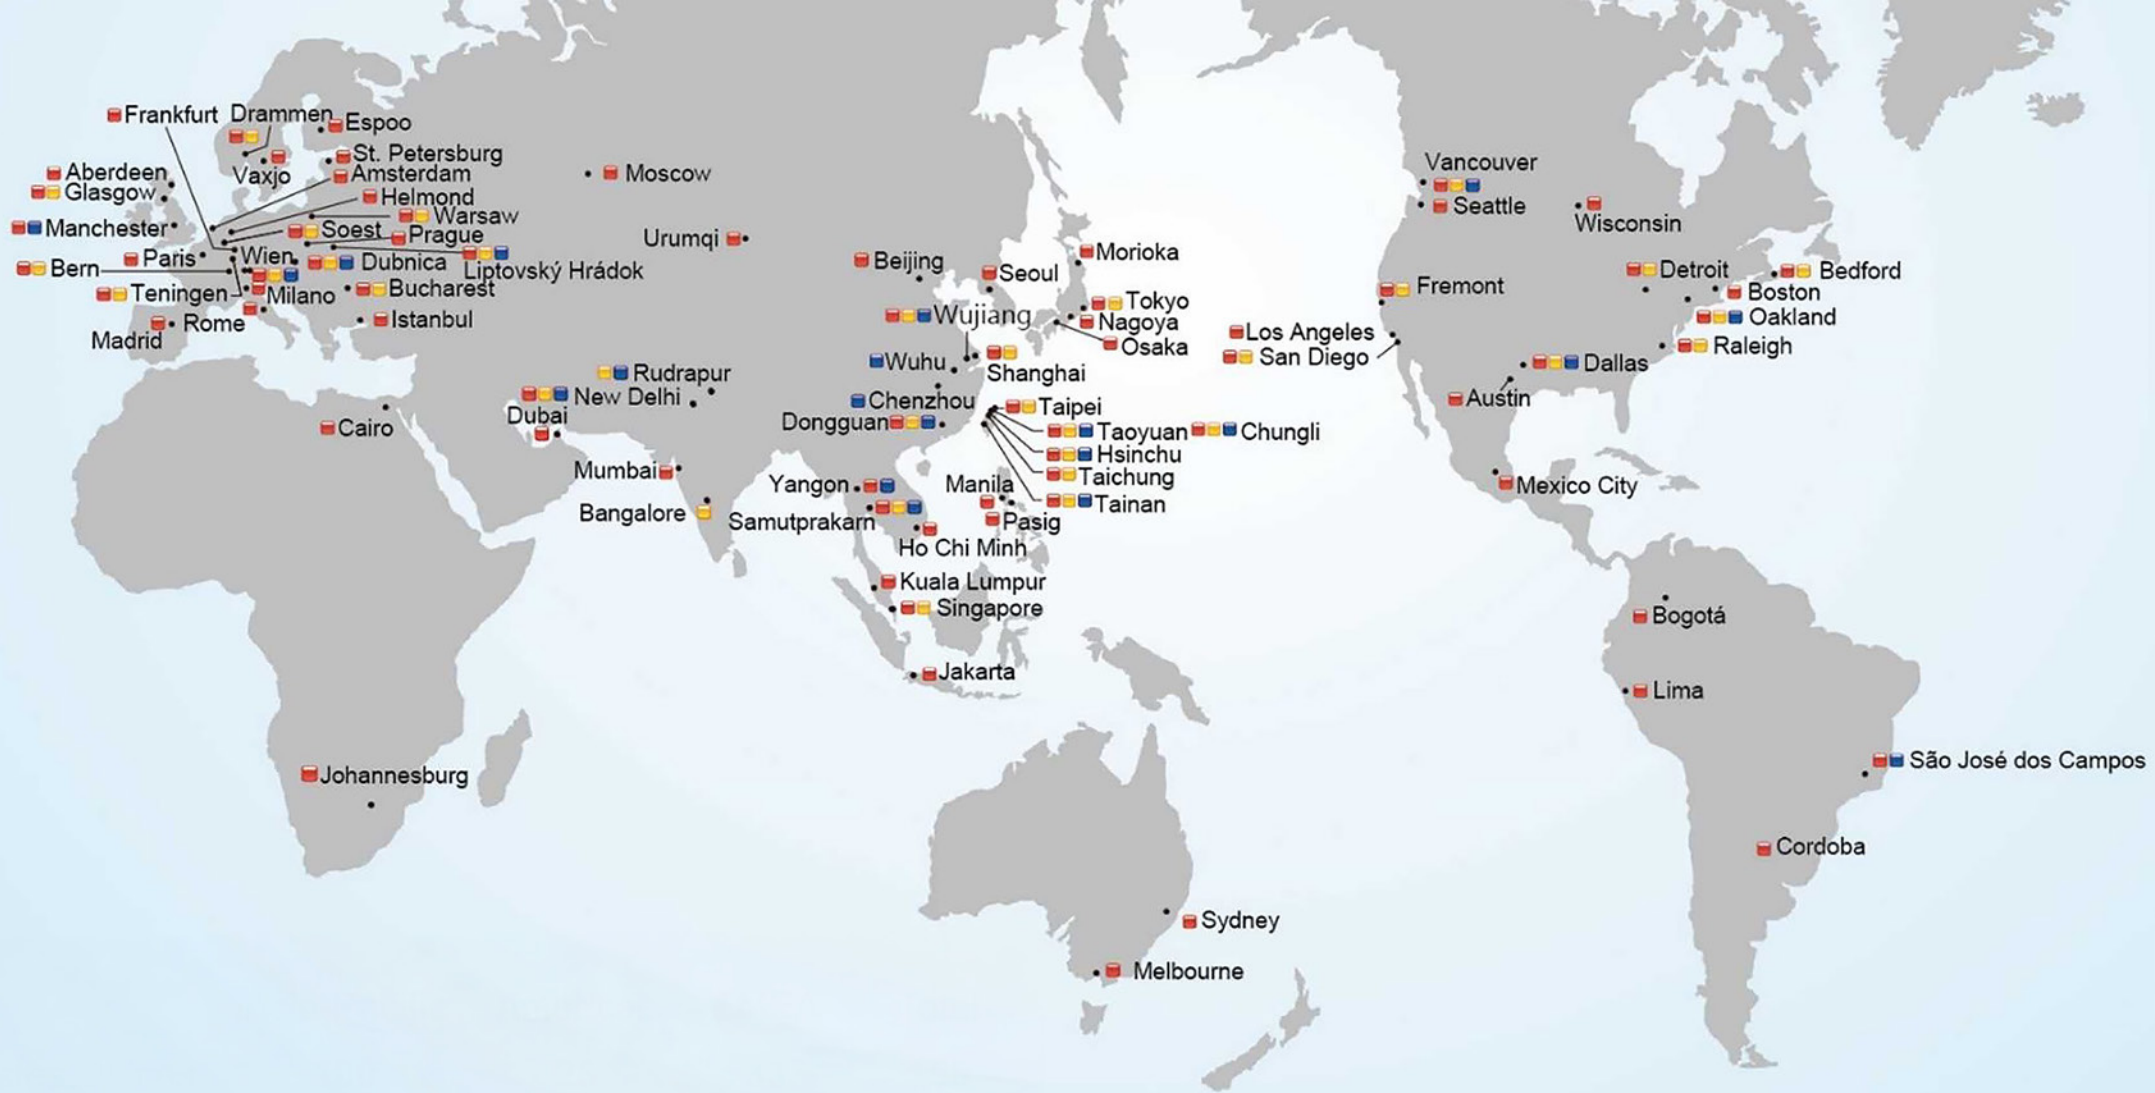 Frankfurt
Drammen
Espoo
St. Petersburg
Aberdeen
Vaxjo
Amsterdam
Glasgow
Helmond
Warsaw
Manchester
Soest
Prague
Paris
Wien
Dubnica
Liptovský Hrádok
Bern
Teningen
Milano
Bucharest
Madrid
Rome
Istanbul
Moscow
Urumqi
Beijing
Seoul
Morioka
Tokyo
Wujiang
Nagoya
Osaka
Wuhu
Shanghai
Rudrapur
New Delhi
Chenzhou
Dubai
Cairo
Dongguan
Taipei
Taoyuan
Chungli
Hsinchu
Taichung
Tainan
Mumbai
Bangalore
Yangon
Manila
Samutprakarn
Pasig
Ho Chi Minh
Kuala Lumpur
Singapore
Jakarta
Johannesburg
Sydney
Melbourne
Vancouver
Seattle
Wisconsin
Fremont
Detroit
Bedford
Boston
Oakland
Los Angeles
San Diego
Raleigh
Dallas
Austin
Mexico City
Bogotá
Lima
São José dos Campos
Cordoba